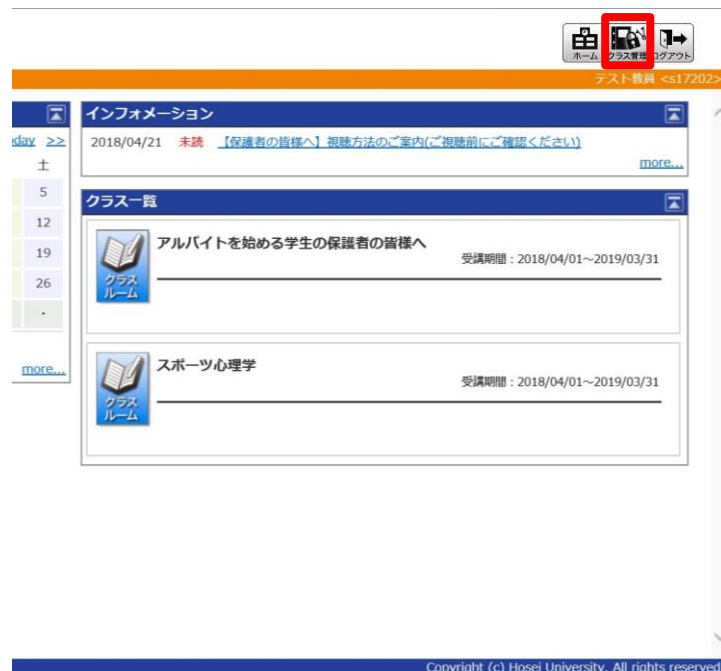 ホーム
クラス管理
ログアウト
テスト教員 <s17202>
day >>
土
5
12
19
26
・
more...
インフォメーション
2018/04/21 未読 【保護者の皆様へ】視聴方法のご案内(ご視聴前にご確認ください)
more...
クラス一覧
クラス
ルーム
アルバイトを始める学生の保護者の皆様へ
受講期間：2018/04/01～2019/03/31
クラス
ルーム
スポーツ心理学
受講期間：2018/04/01～2019/03/31
Copyright (c) Hosei University. All rights reserved